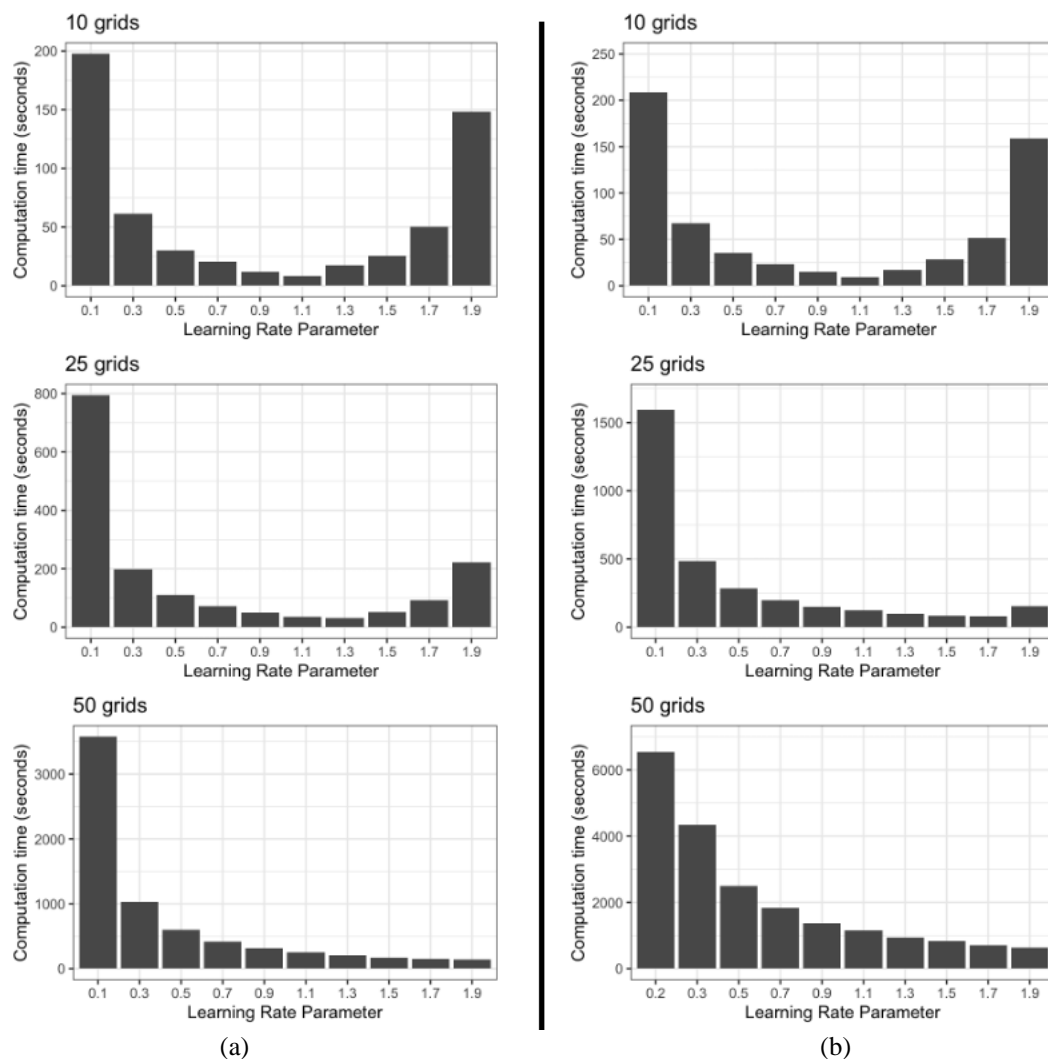 10 grids
Computation time (seconds)
200
150
100
50
0
0.1 0.3 0.5 0.7 0.9 1.1 1.3 1.5 1.7 1.9
Learning Rate Parameter
25 grids
Computation time (seconds)
800
600
400
200
0
0.1 0.3 0.5 0.7 0.9 1.1 1.3 1.5 1.7 1.9
Learning Rate Parameter
50 grids
Computation time (seconds)
3000
2000
1000
0
0.1 0.3 0.5 0.7 0.9 1.1 1.3 1.5 1.7 1.9
Learning Rate Parameter
(a)
10 grids
Computation time (seconds)
250
200
150
100
50
0
0.1 0.3 0.5 0.7 0.9 1.1 1.3 1.5 1.7 1.9
Learning Rate Parameter
25 grids
Computation time (seconds)
1500
1000
500
0
0.1 0.3 0.5 0.7 0.9 1.1 1.3 1.5 1.7 1.9
Learning Rate Parameter
50 grids
Computation time (seconds)
6000
4000
2000
0
0.2 0.3 0.5 0.7 0.9 1.1 1.3 1.5 1.7 1.9
Learning Rate Parameter
(b)